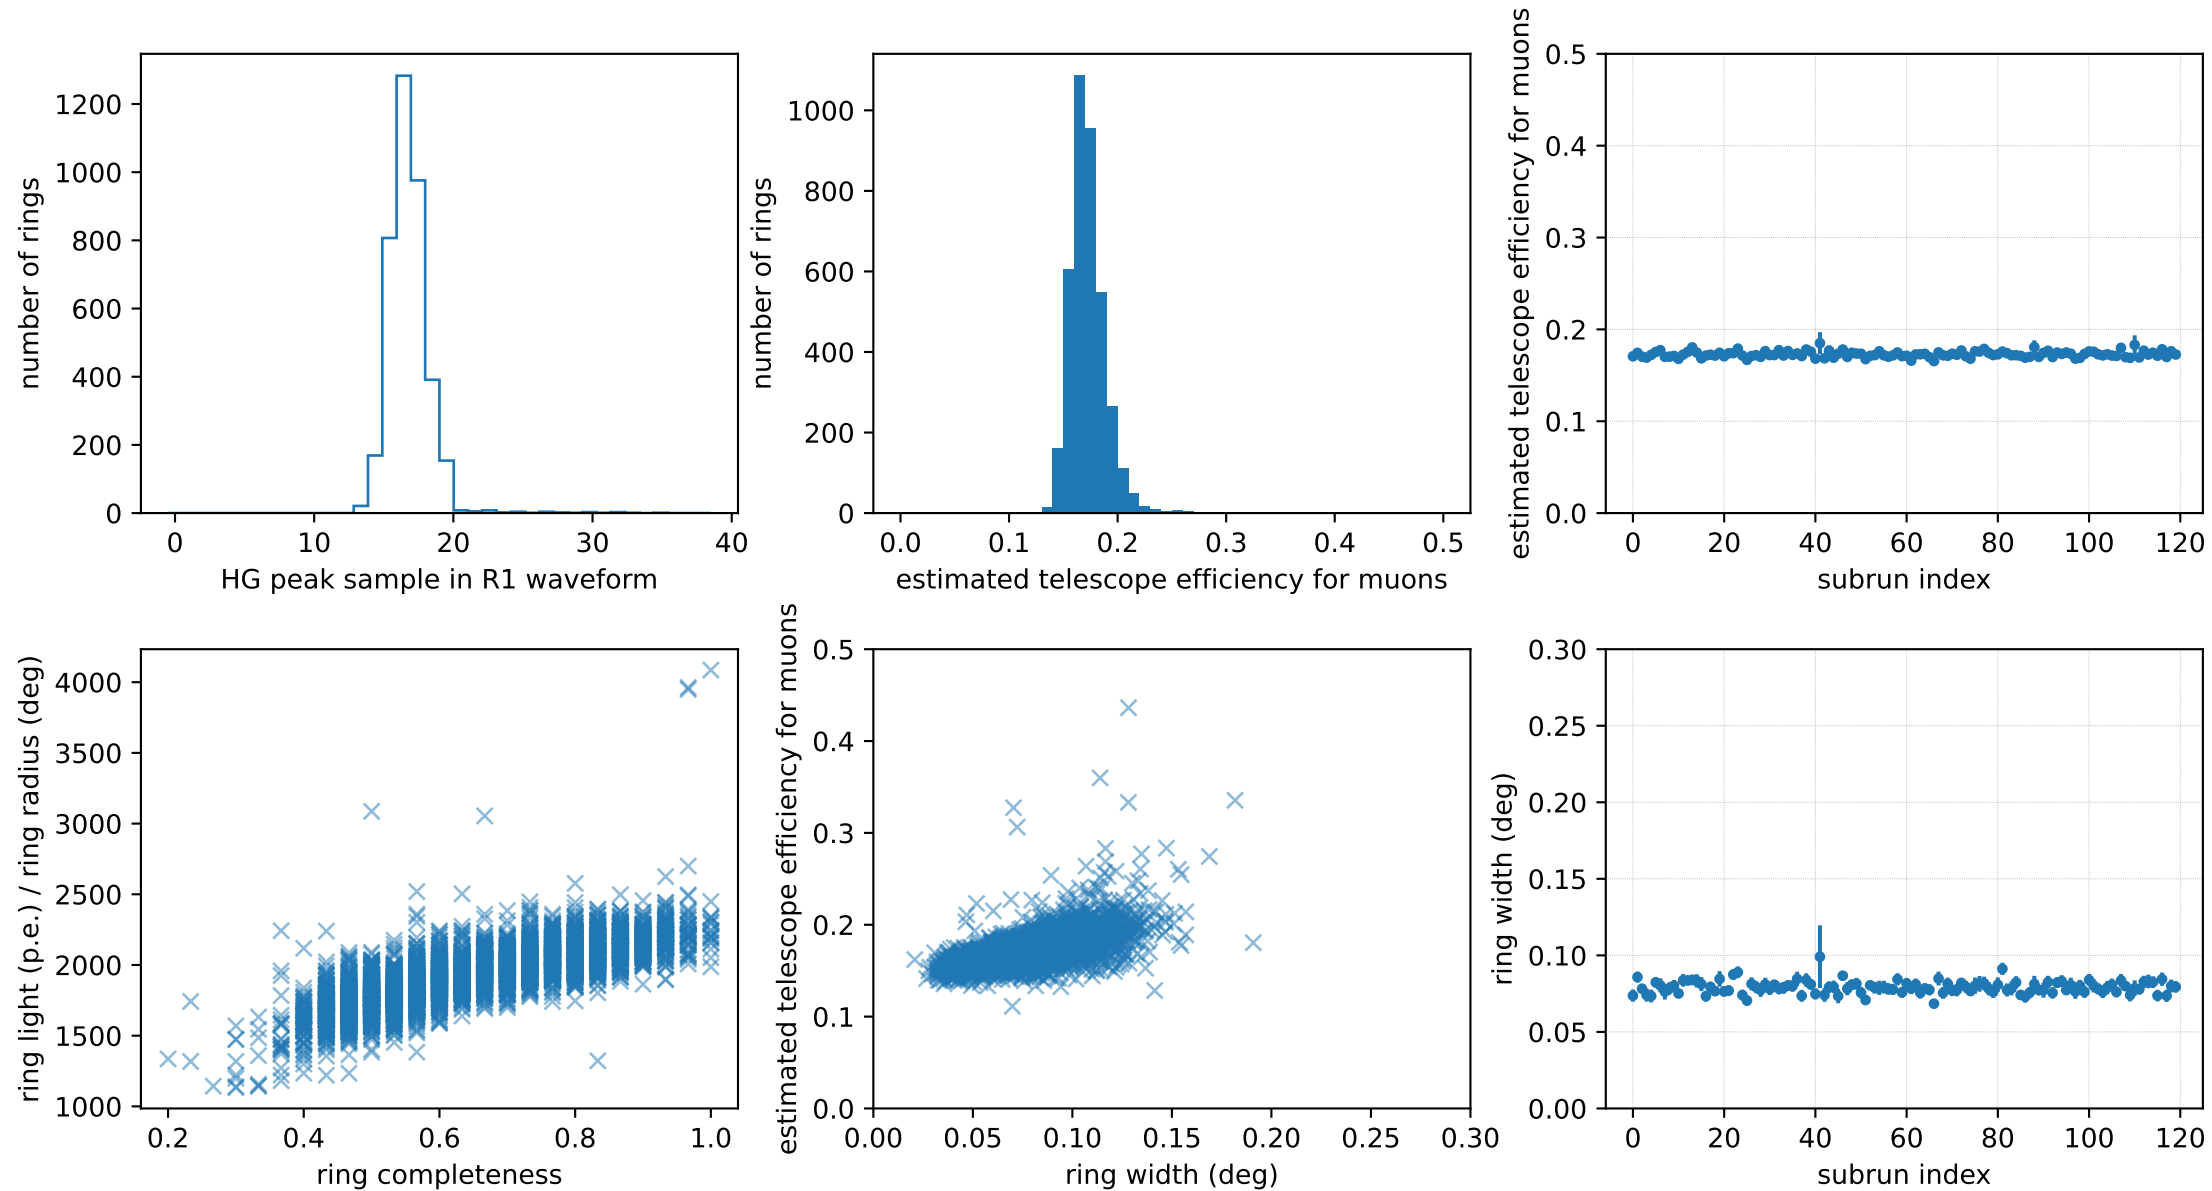 number of rings
1200
1000
800
600
400
200
0
0 10 20 30 40
HG peak sample in R1 waveform
number of rings
1000
800
600
400
200
0
0.0 0.1 0.2 0.3 0.4 0.5
estimated telescope efficiency for muons
estimated telescope efficiency for muons
0.5
0.4
0.3
0.2
0.1
0.0
0 20 40 60 80 100 120
subrun index
ring light (p.e.) / ring radius (deg)
4000
3500
3000
2500
2000
1500
1000
0.2 0.4 0.6 0.8 1.0
ring completeness
estimated telescope efficiency for muons
0.5
0.4
0.3
0.2
0.1
0.0
0.00 0.05 0.10 0.15 0.20 0.25 0.30
ring width (deg)
ring width (deg)
0.30
0.25
0.20
0.15
0.10
0.05
0.00
0 20 40 60 80 100 120
subrun index